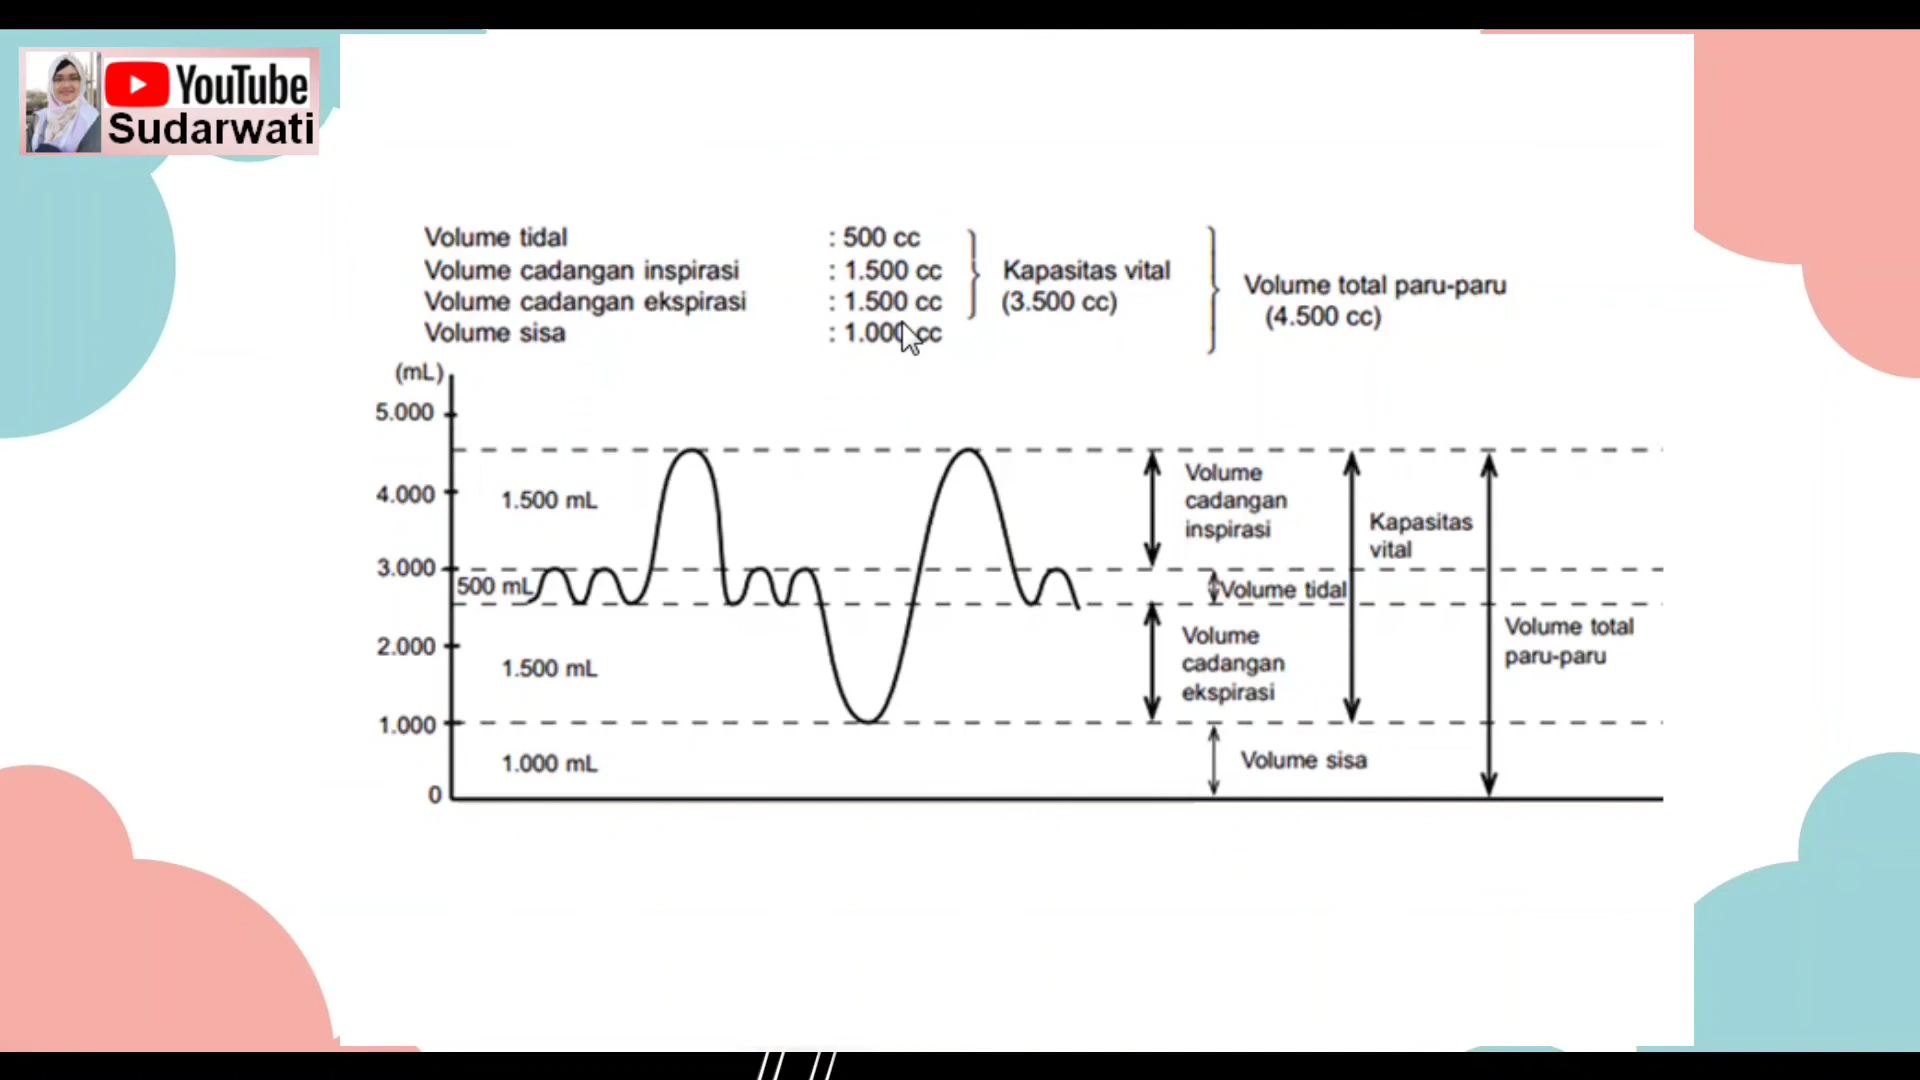 YouTube
Sudarwati
Volume tidal : 500 cc
Volume cadangan inspirasi : 1.500 cc
Volume cadangan ekspirasi : 1.500 cc
Volume sisa : 1.000 cc
Kapasitas vital
(3.500 cc)
Volume total paru-paru
(4.500 cc)
(mL)
5.000
4.000
3.000
2.000
1.000
0
1.500 mL
500 mL
1.500 mL
1.000 mL
Volume
cadangan
inspirasi
Volume tidal
Volume
cadangan
ekspirasi
Volume sisa
Kapasitas
vital
Volume total
paru-paru